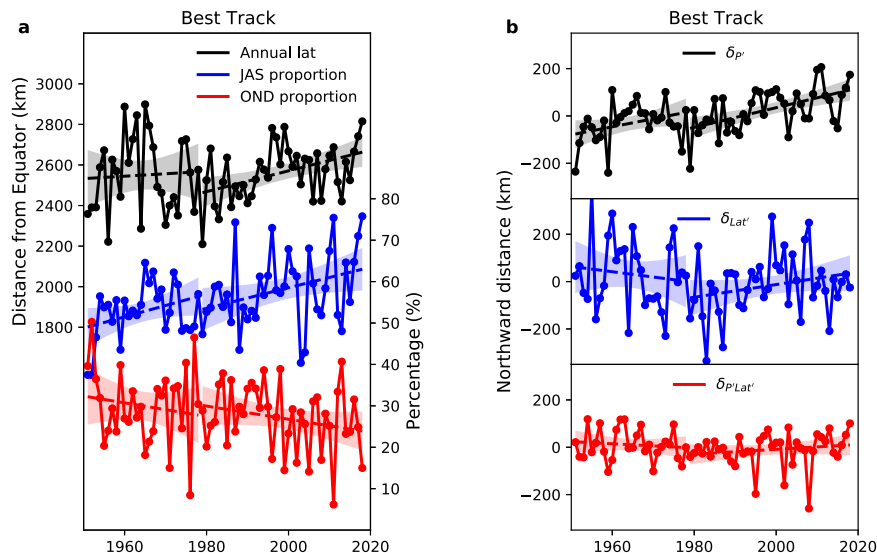 a
Best Track
Annual lat
JAS proportion
OND proportion
Distance from Equator (km)
3000
2800
2600
2400
2200
2000
1800
Percentage (%)
80
70
60
50
40
30
20
10
1960
1980
2000
2020
b
Best Track
δP′
δLat′
δP′Lat′
Northward distance (km)
200
0
−200
200
0
−200
200
0
−200
1960
1980
2000
2020